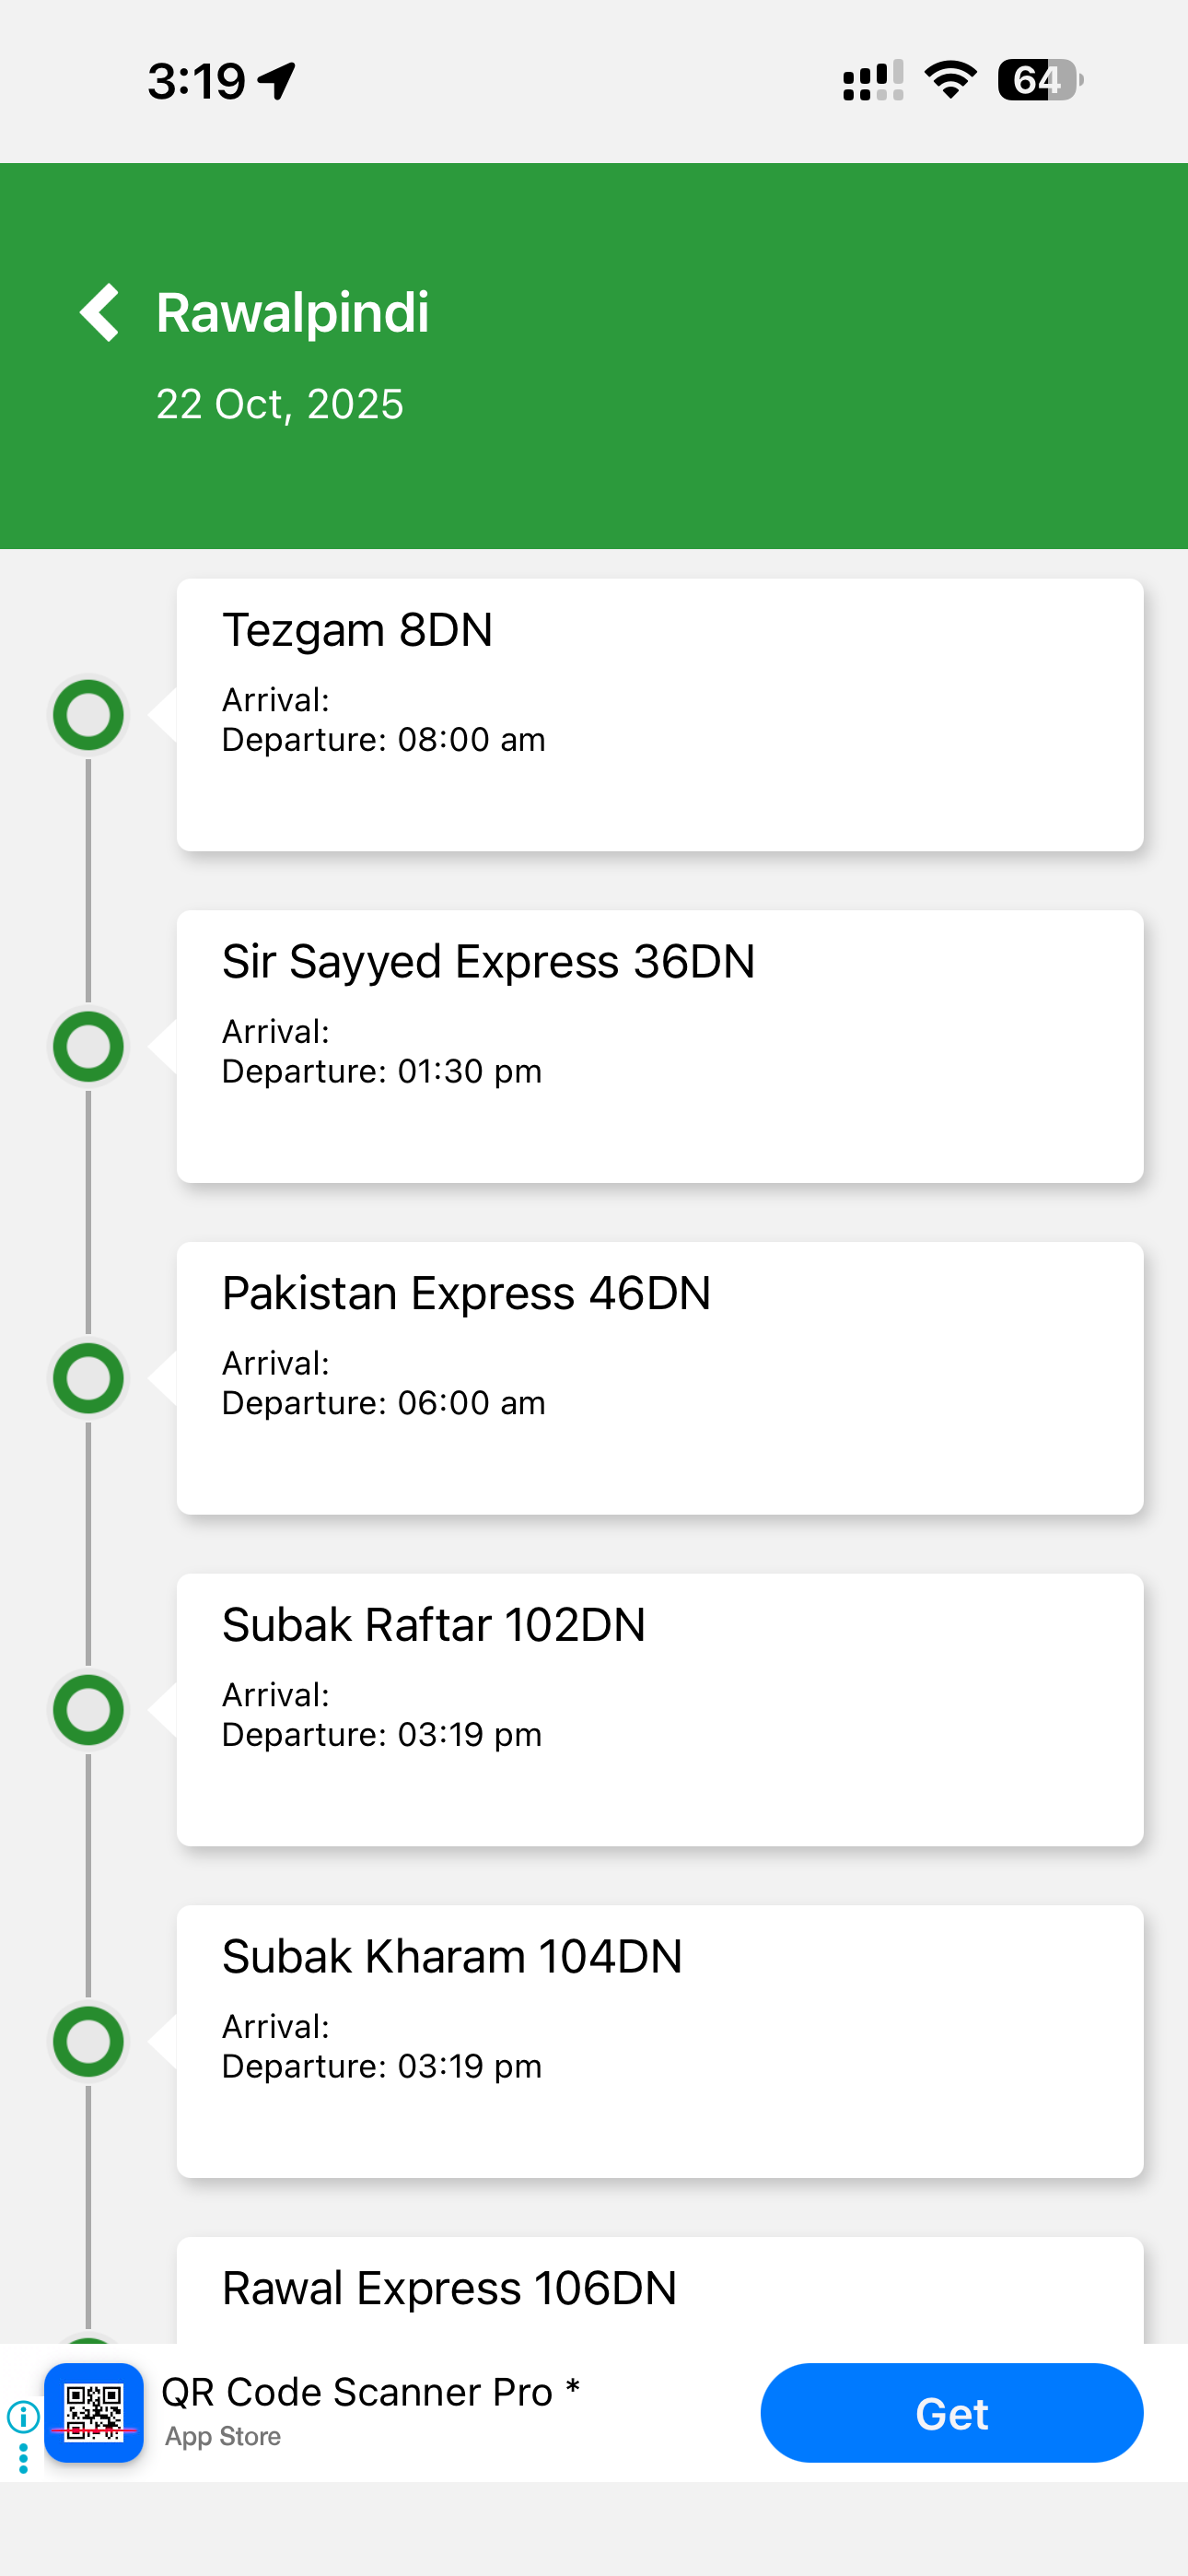 3:19
64
Rawalpindi
22 Oct, 2025
Tezgam 8DN
Arrival:
Departure: 08:00 am
Sir Sayyed Express 36DN
Arrival:
Departure: 01:30 pm
Pakistan Express 46DN
Arrival:
Departure: 06:00 am
Subak Raftar 102DN
Arrival:
Departure: 03:19 pm
Subak Kharam 104DN
Arrival:
Departure: 03:19 pm
Rawal Express 106DN
QR Code Scanner Pro *
App Store
Get